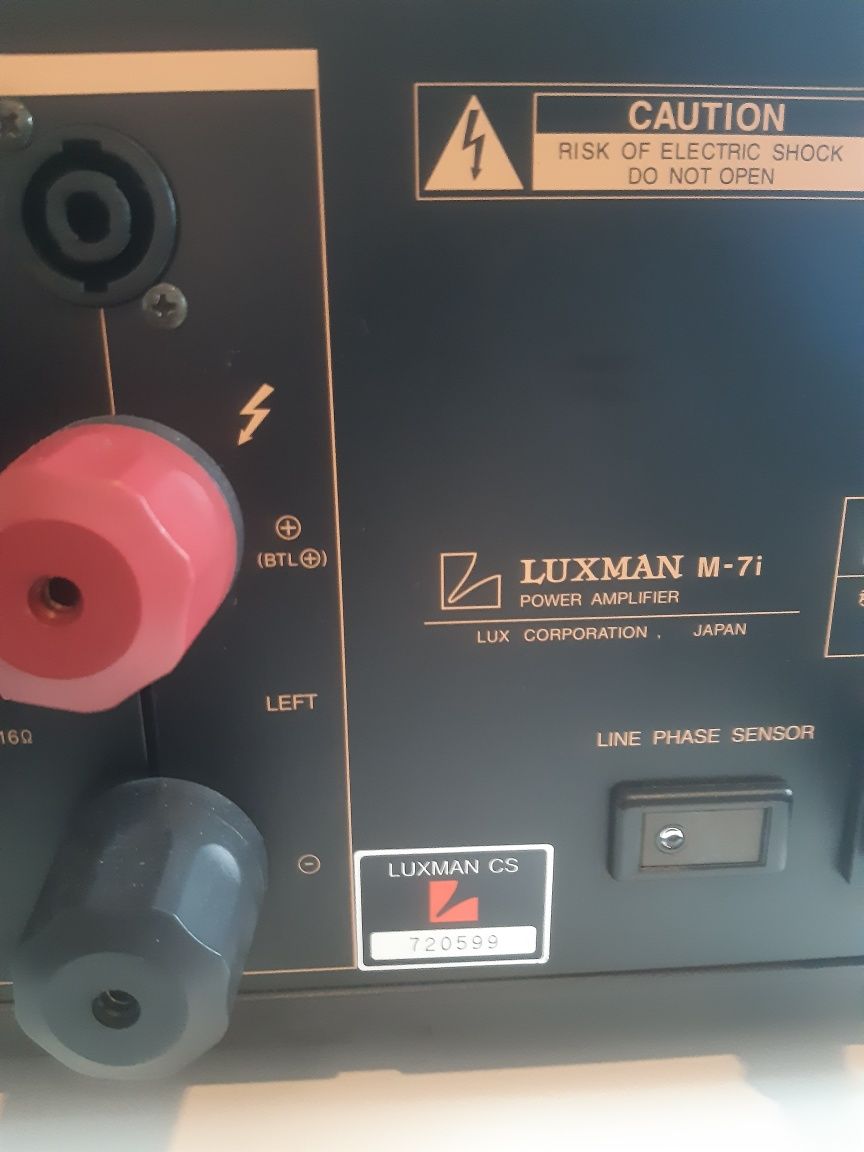 CAUTION
RISK OF ELECTRIC SHOCK
DO NOT OPEN
⊕
(BTL⊕)
LUXMAN M-7i
POWER AMPLIFIER
LUX CORPORATION , JAPAN
LEFT
16Ω
LINE PHASE SENSOR
⊖
LUXMAN CS
720599